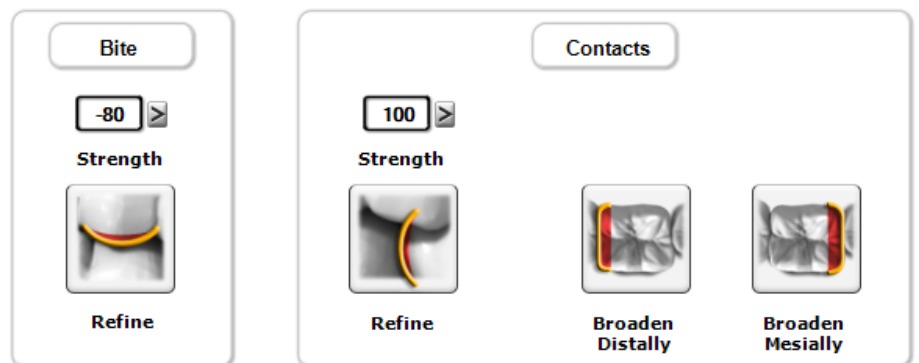 Bite
-80 >
Strength
Refine
Contacts
100 >
Strength
Refine
Broaden
Distally
Broaden
Mesially